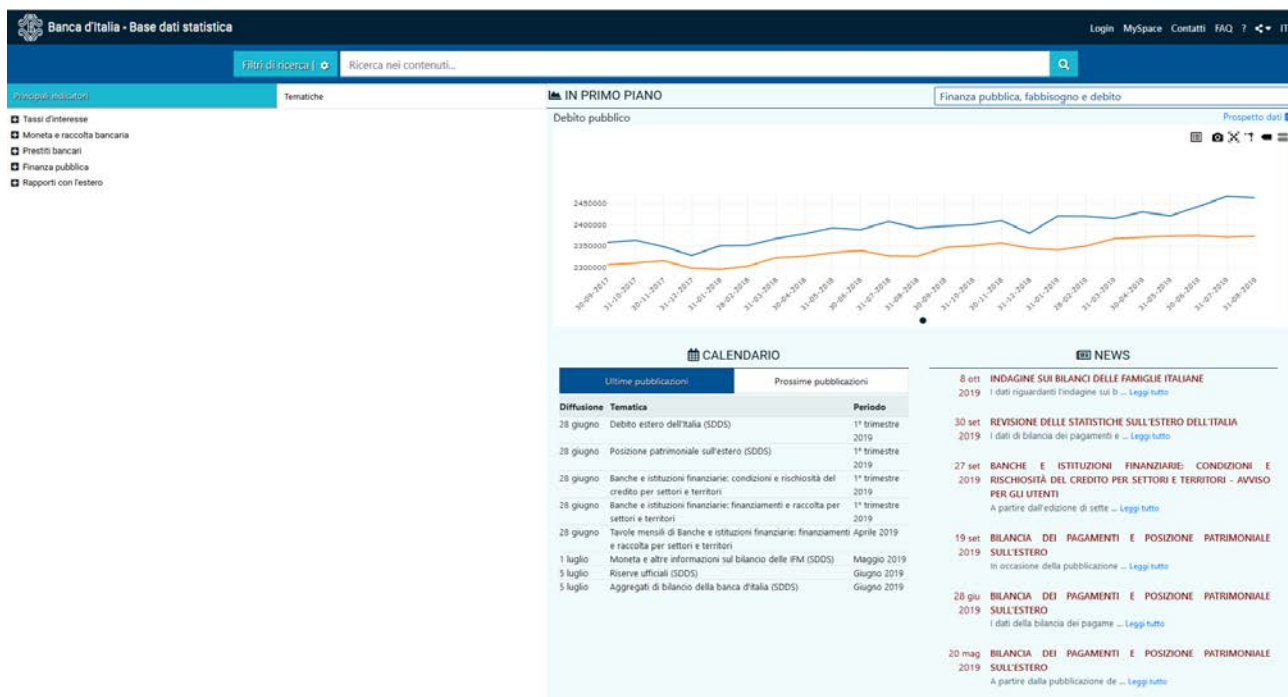 Banca d'Italia - Base dati statistica
Login MySpace Contatti FAQ ? IT
Filtri di ricerca |
Ricerca nei contenuti...
Principali indicatori
Tematiche
Tassi d'interesse
Moneta e raccolta bancaria
Prestiti bancari
Finanza pubblica
Rapporti con l'estero
IN PRIMO PIANO
Finanza pubblica, fabbisogno e debito
Debito pubblico
Prospetto dati
2450000
2400000
2350000
2300000
30-09-2017
31-10-2017
30-11-2017
31-12-2017
31-01-2018
28-02-2018
31-03-2018
30-04-2018
31-05-2018
30-06-2018
31-07-2018
31-08-2018
30-09-2018
31-10-2018
30-11-2018
31-12-2018
31-01-2019
28-02-2019
31-03-2019
30-04-2019
31-05-2019
30-06-2019
31-07-2019
31-08-2019
CALENDARIO
Ultime pubblicazioni
Prossime pubblicazioni
Diffusione Tematica Periodo
28 giugno Debito estero dell'Italia (SDDS) 1° trimestre
2019
28 giugno Posizione patrimoniale sull'estero (SDDS) 1° trimestre
2019
28 giugno Banche e istituzioni finanziarie: condizioni e rischiosità del 1° trimestre
credito per settori e territori 2019
28 giugno Banche e istituzioni finanziarie: finanziamenti e raccolta per 1° trimestre
settori e territori 2019
28 giugno Tavole mensili di Banche e istituzioni finanziarie: finanziamenti Aprile 2019
e raccolta per settori e territori
1 luglio Moneta e altre informazioni sul bilancio delle IFM (SDDS) Maggio 2019
5 luglio Riserve ufficiali (SDDS) Giugno 2019
5 luglio Aggregati di bilancio della banca d'Italia (SDDS) Giugno 2019
NEWS
8 ott INDAGINE SUI BILANCI DELLE FAMIGLIE ITALIANE
2019 I dati riguardanti l'indagine sui b ... Leggi tutto
30 set REVISIONE DELLE STATISTICHE SULL'ESTERO DELL'ITALIA
2019 I dati di bilancia dei pagamenti e ... Leggi tutto
27 set BANCHE E ISTITUZIONI FINANZIARIE: CONDIZIONI E
2019 RISCHIOSITÀ DEL CREDITO PER SETTORI E TERRITORI - AVVISO
PER GLI UTENTI
A partire dall'edizione di sette ... Leggi tutto
19 set BILANCIA DEI PAGAMENTI E POSIZIONE PATRIMONIALE
2019 SULL'ESTERO
In occasione della pubblicazione ... Leggi tutto
28 giu BILANCIA DEI PAGAMENTI E POSIZIONE PATRIMONIALE
2019 SULL'ESTERO
I dati della bilancia dei pagame ... Leggi tutto
20 mag BILANCIA DEI PAGAMENTI E POSIZIONE PATRIMONIALE
2019 SULL'ESTERO
A partire dalla pubblicazione de ... Leggi tutto